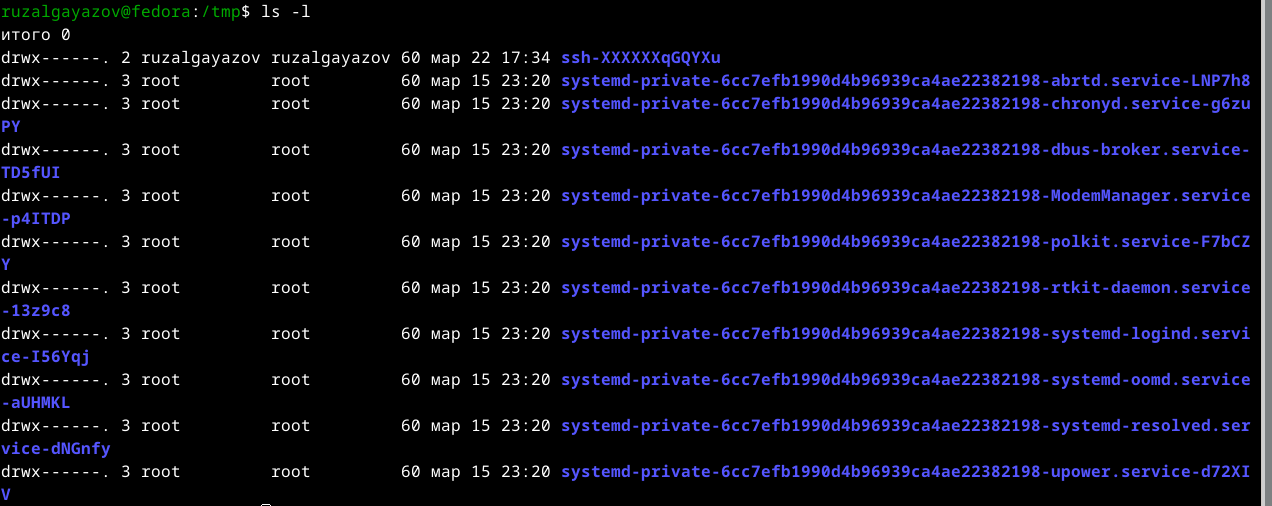 ruzalgayazov@fedora:/tmp$ ls -l
итого 0
drwx------. 2 ruzalgayazov ruzalgayazov 60 мар 22 17:34 ssh-XXXXXXqGQYXu
drwx------. 3 root         root         60 мар 15 23:20 systemd-private-6cc7efb1990d4b96939ca4ae22382198-abrtd.service-LNP7h8
drwx------. 3 root         root         60 мар 15 23:20 systemd-private-6cc7efb1990d4b96939ca4ae22382198-chronyd.service-g6zu
PY
drwx------. 3 root         root         60 мар 15 23:20 systemd-private-6cc7efb1990d4b96939ca4ae22382198-dbus-broker.service-
TD5fUI
drwx------. 3 root         root         60 мар 15 23:20 systemd-private-6cc7efb1990d4b96939ca4ae22382198-ModemManager.service
-p4ITDP
drwx------. 3 root         root         60 мар 15 23:20 systemd-private-6cc7efb1990d4b96939ca4ae22382198-polkit.service-F7bCZ
Y
drwx------. 3 root         root         60 мар 15 23:20 systemd-private-6cc7efb1990d4b96939ca4ae22382198-rtkit-daemon.service
-13z9c8
drwx------. 3 root         root         60 мар 15 23:20 systemd-private-6cc7efb1990d4b96939ca4ae22382198-systemd-logind.servi
ce-I56Yqj
drwx------. 3 root         root         60 мар 15 23:20 systemd-private-6cc7efb1990d4b96939ca4ae22382198-systemd-oomd.service
-aUHMKL
drwx------. 3 root         root         60 мар 15 23:20 systemd-private-6cc7efb1990d4b96939ca4ae22382198-systemd-resolved.ser
vice-dNGnfy
drwx------. 3 root         root         60 мар 15 23:20 systemd-private-6cc7efb1990d4b96939ca4ae22382198-upower.service-d72XI
V